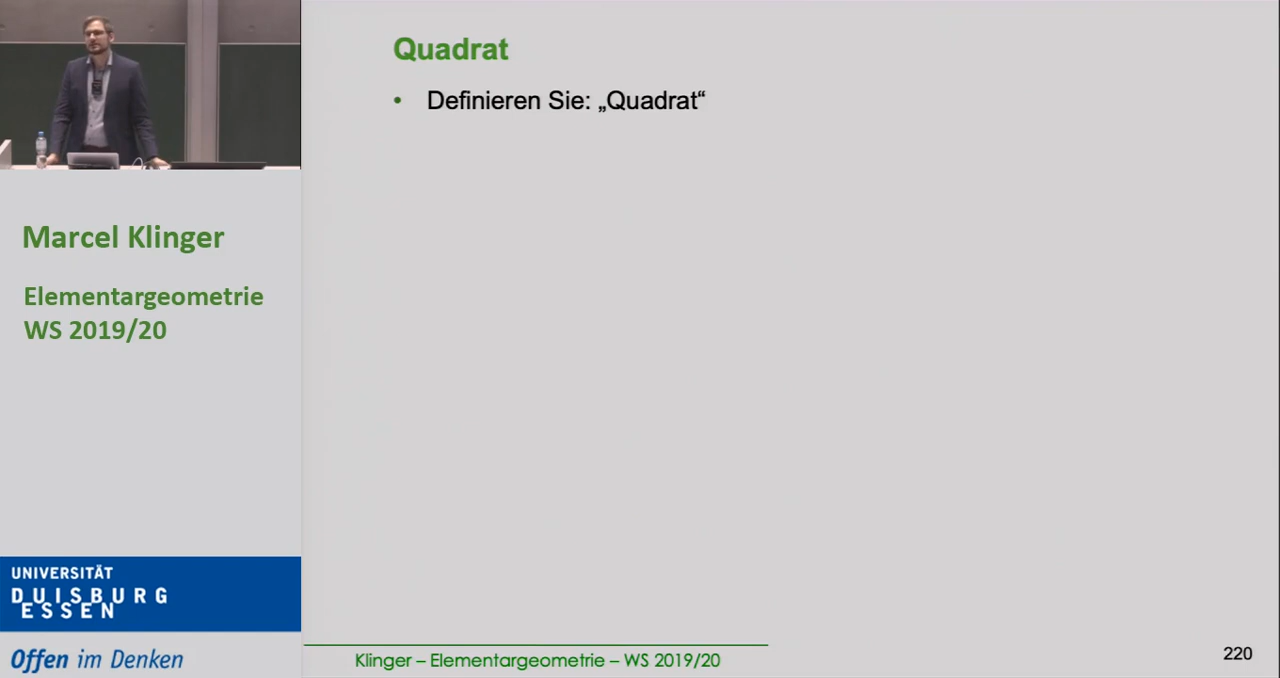 Quadrat
• Definieren Sie: „Quadrat“
Marcel Klinger
Elementargeometrie
WS 2019/20
UNIVERSITÄT
DUISBURG
ESSEN
Offen im Denken
Klinger – Elementargeometrie – WS 2019/20
220